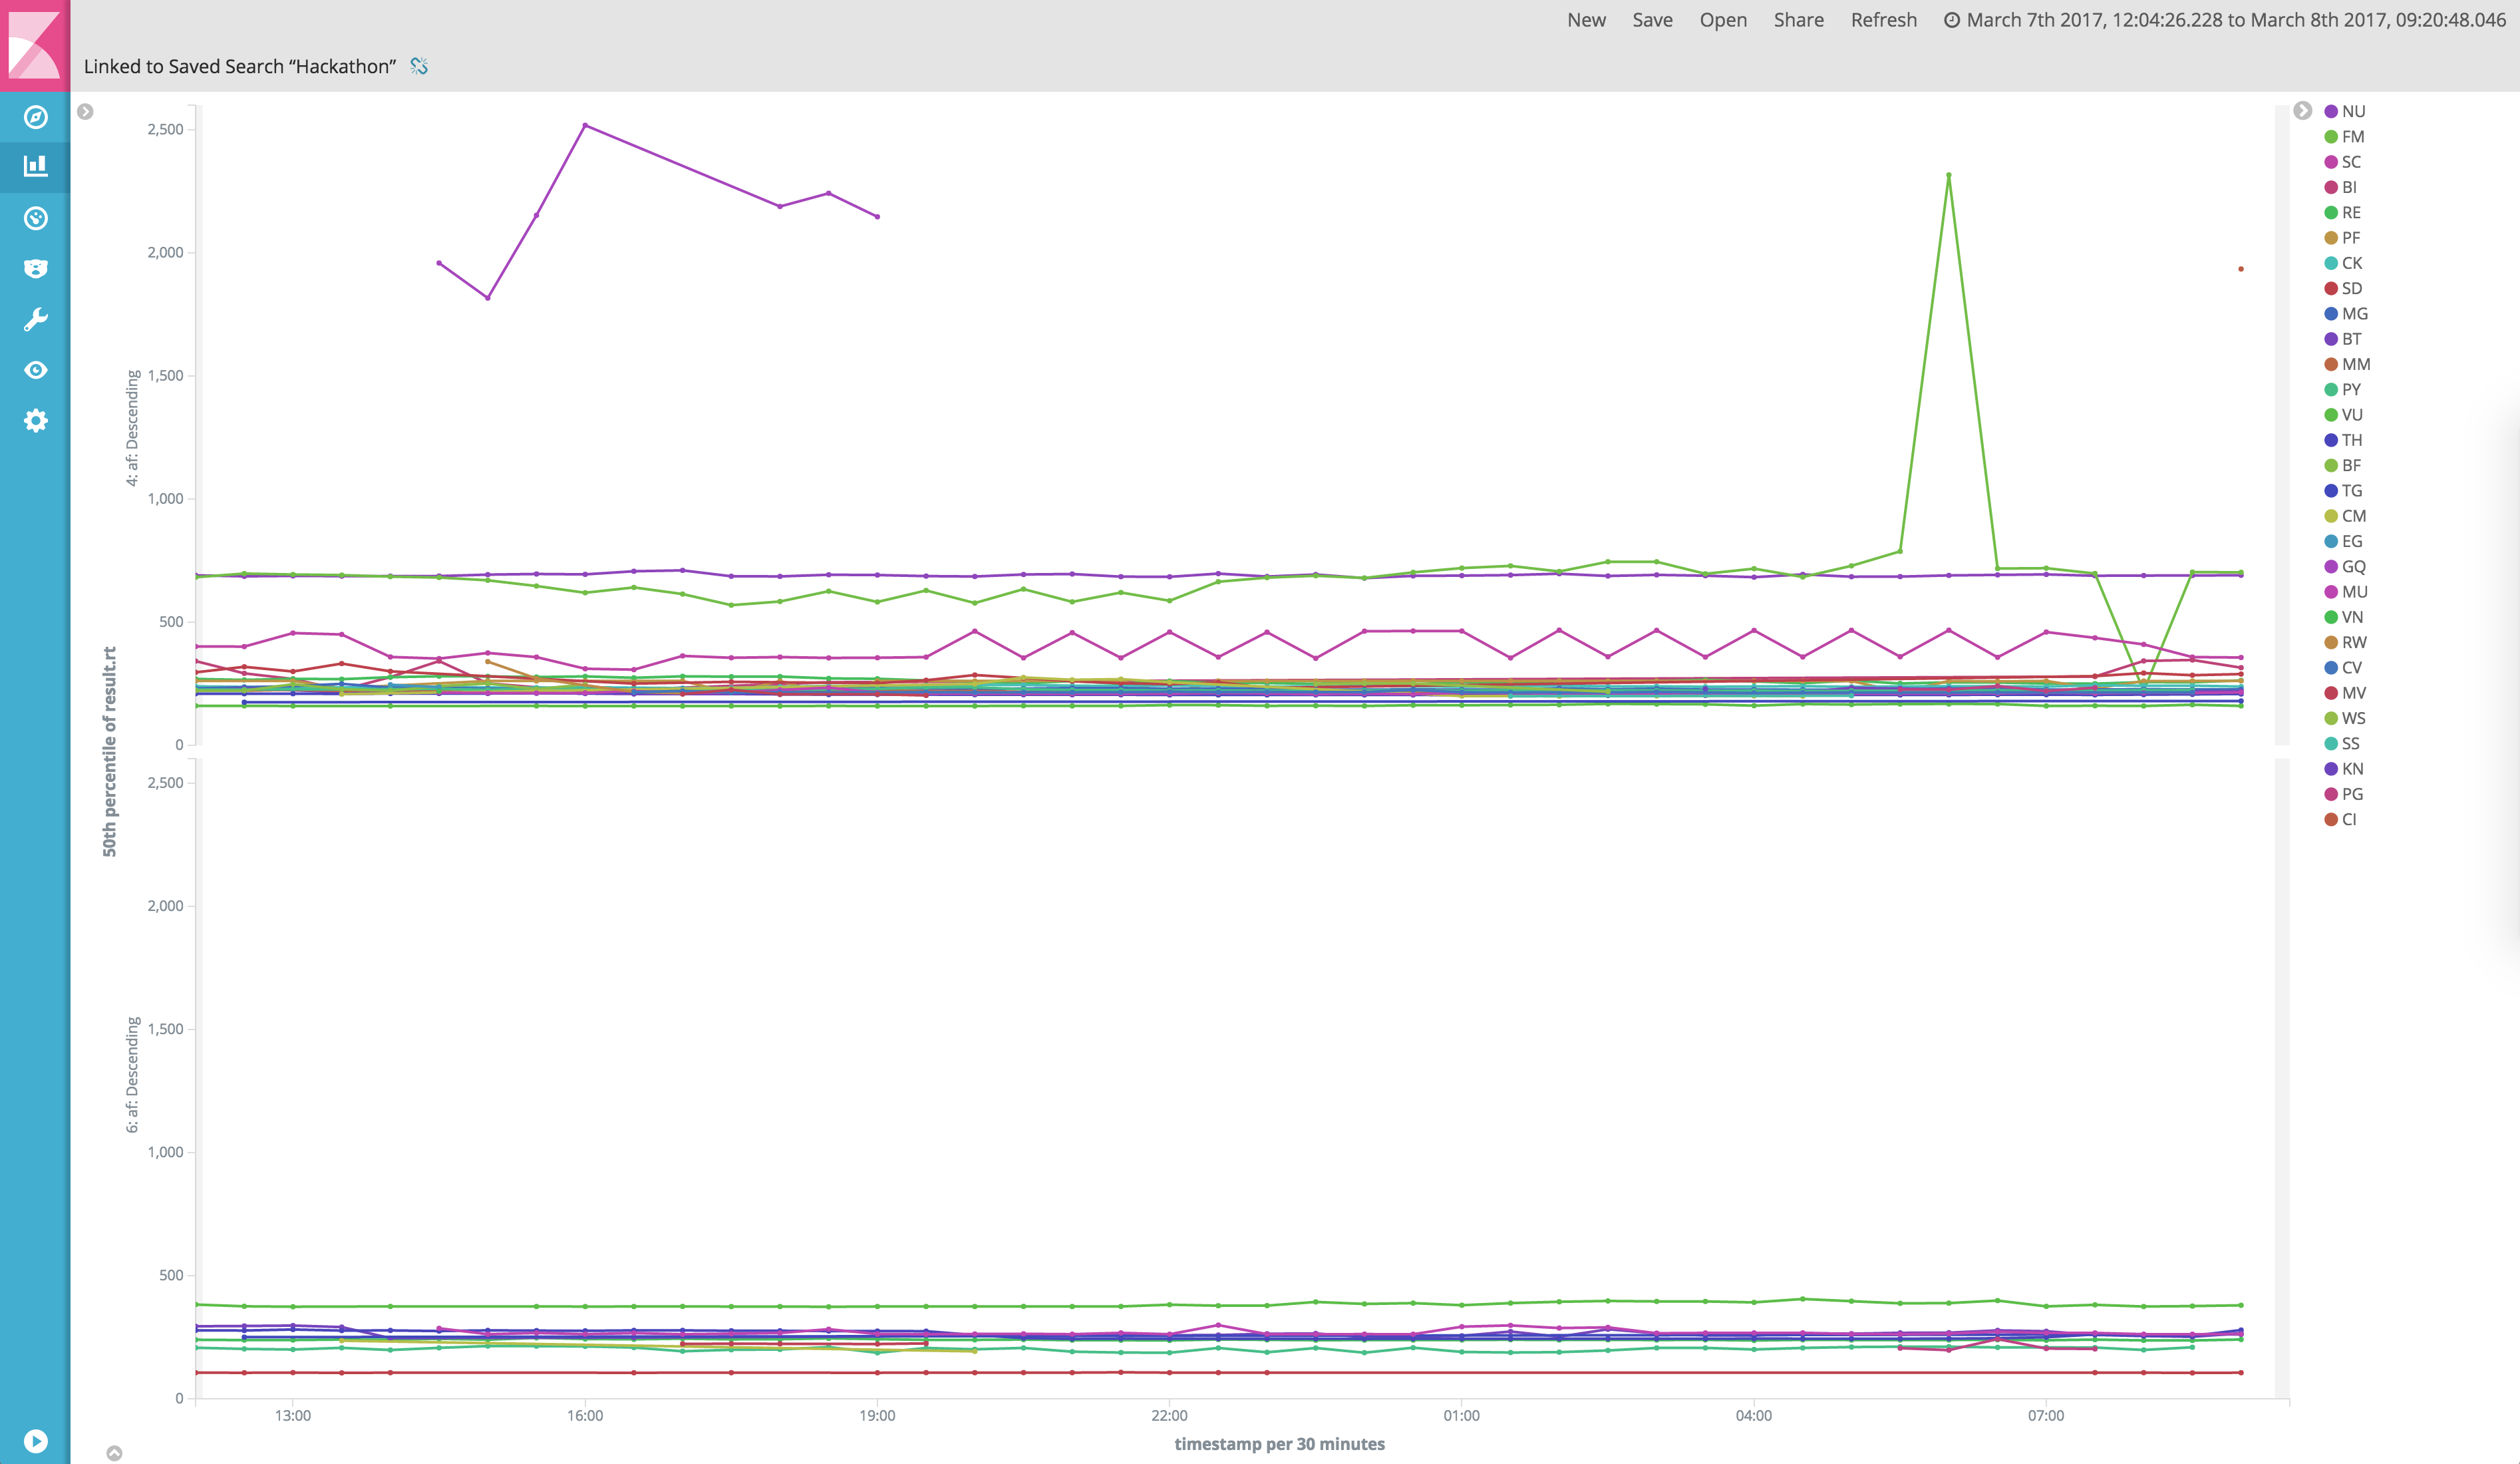 New Save Open Share Refresh March 7th 2017, 12:04:26.228 to March 8th 2017, 09:20:48.046
Linked to Saved Search “Hackathon”
50th percentile of result.rt
4: af: Descending
2,500
2,000
1,500
1,000
500
0
6: af: Descending
2,500
2,000
1,500
1,000
500
0
13:00 16:00 19:00 22:00 01:00 04:00 07:00
timestamp per 30 minutes
NU
FM
SC
BI
RE
PF
CK
SD
MG
BT
MM
PY
VU
TH
BF
TG
CM
EG
GQ
MU
VN
RW
CV
MV
WS
SS
KN
PG
CI